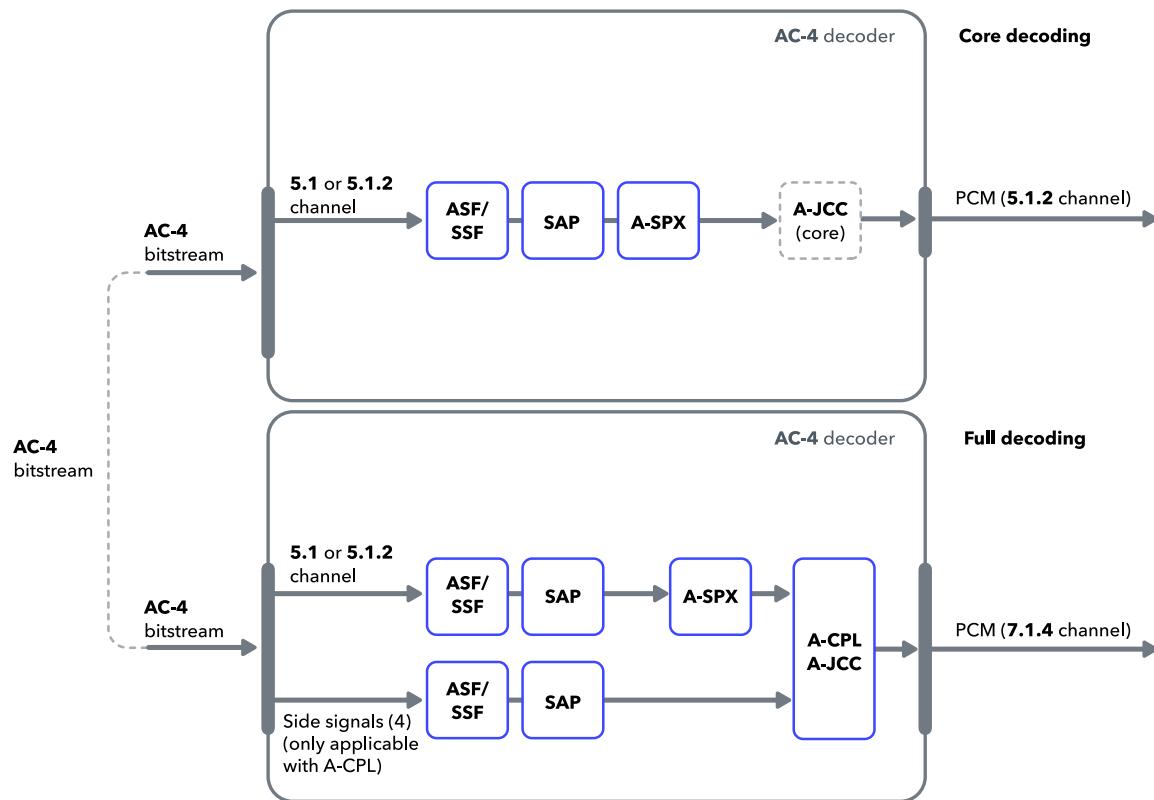 AC-4 decoder
Core decoding
5.1 or 5.1.2
channel
ASF/
SSF
SAP
A-SPX
A-JCC
(core)
PCM (5.1.2 channel)
AC-4
bitstream
AC-4
bitstream
AC-4 decoder
Full decoding
5.1 or 5.1.2
channel
ASF/
SSF
SAP
A-SPX
AC-4
bitstream
A-CPL
A-JCC
PCM (7.1.4 channel)
ASF/
SSF
SAP
Side signals (4)
(only applicable
with A-CPL)